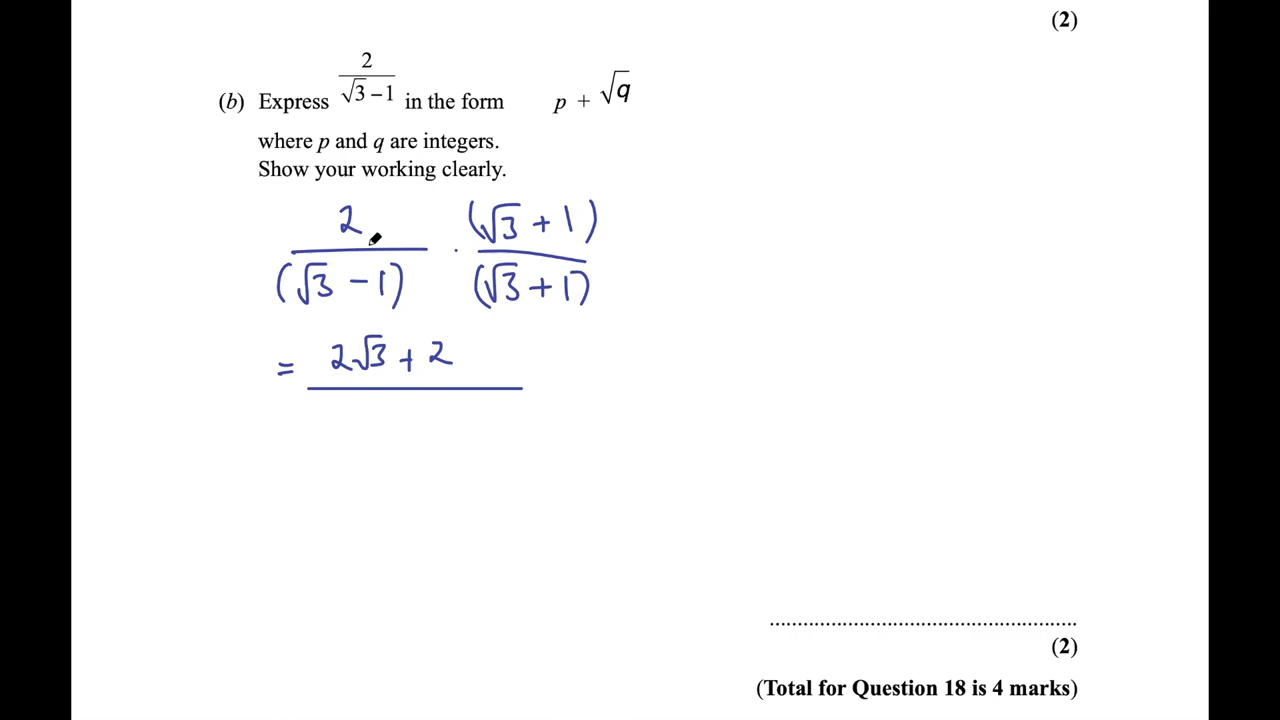 (2)
(b) Express 2/(√3 – 1) in the form p + √q
where p and q are integers.
Show your working clearly.
2/(√3 – 1) · (√3 + 1)/(√3 + 1)
= 2√3 + 2
(2)
(Total for Question 18 is 4 marks)